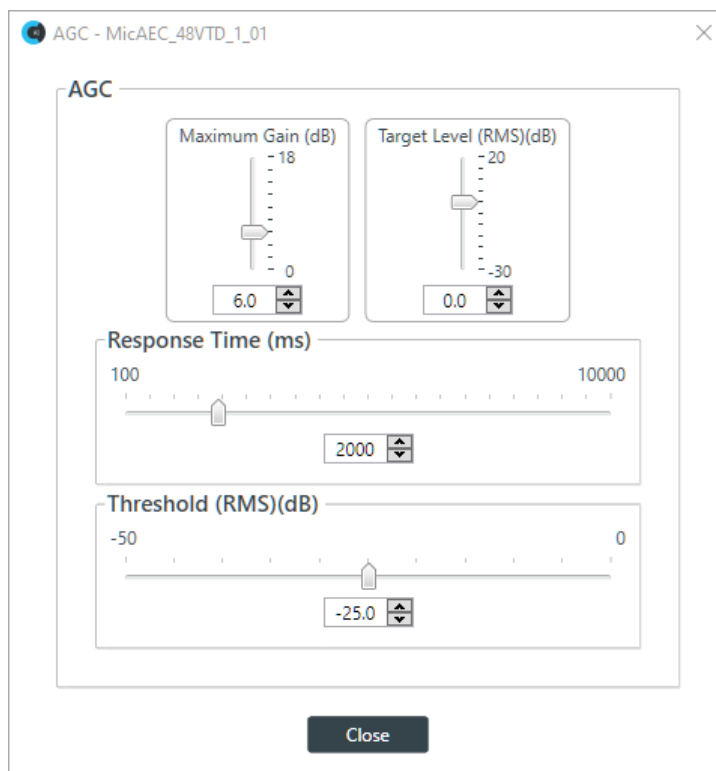 AGC - MicAEC_48VTD_1_01
AGC
Maximum Gain (dB)
18
0
6.0
Target Level (RMS)(dB)
20
-30
0.0
Response Time (ms)
100 10000
2000
Threshold (RMS)(dB)
-50 0
-25.0
Close